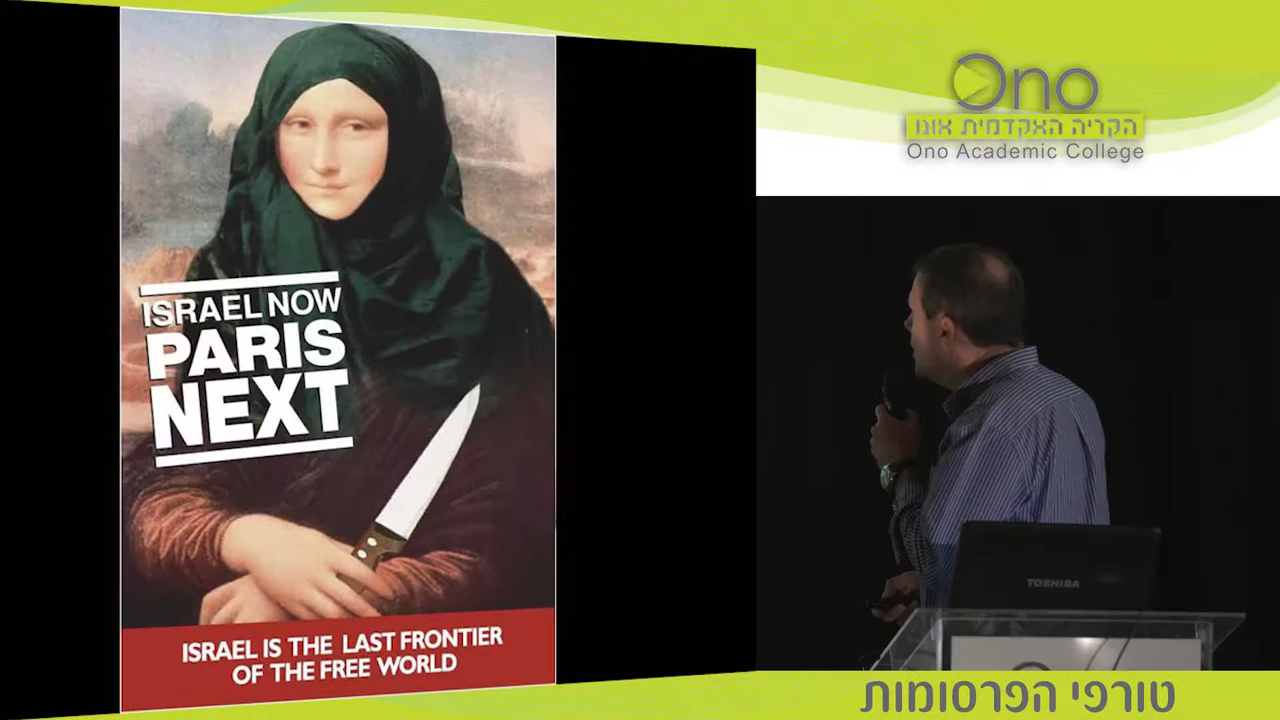 ISRAEL NOW
PARIS
NEXT
ISRAEL IS THE LAST FRONTIER
OF THE FREE WORLD
Ono
הקריה האקדמית אונו
Ono Academic College
TOSHIBA
טורפי הפרסומות